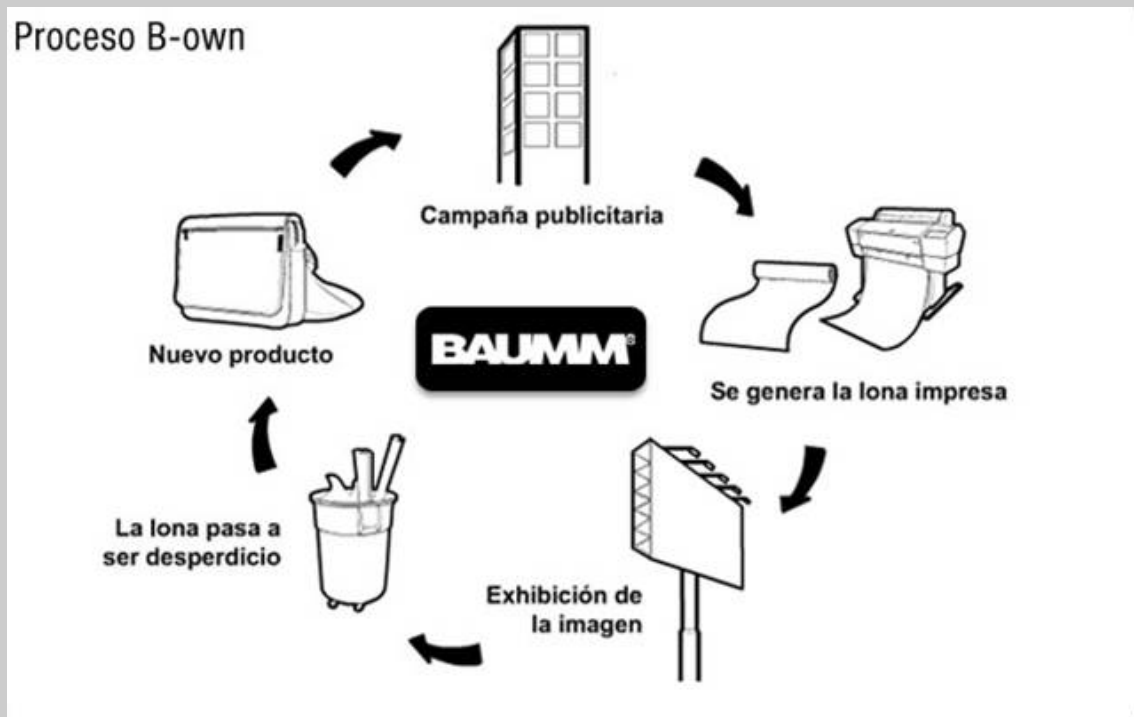 Proceso B-own
Campaña publicitaria
Se genera la lona impresa
Exhibición de
la imagen
La lona pasa a
ser desperdicio
Nuevo producto
BAUMM®